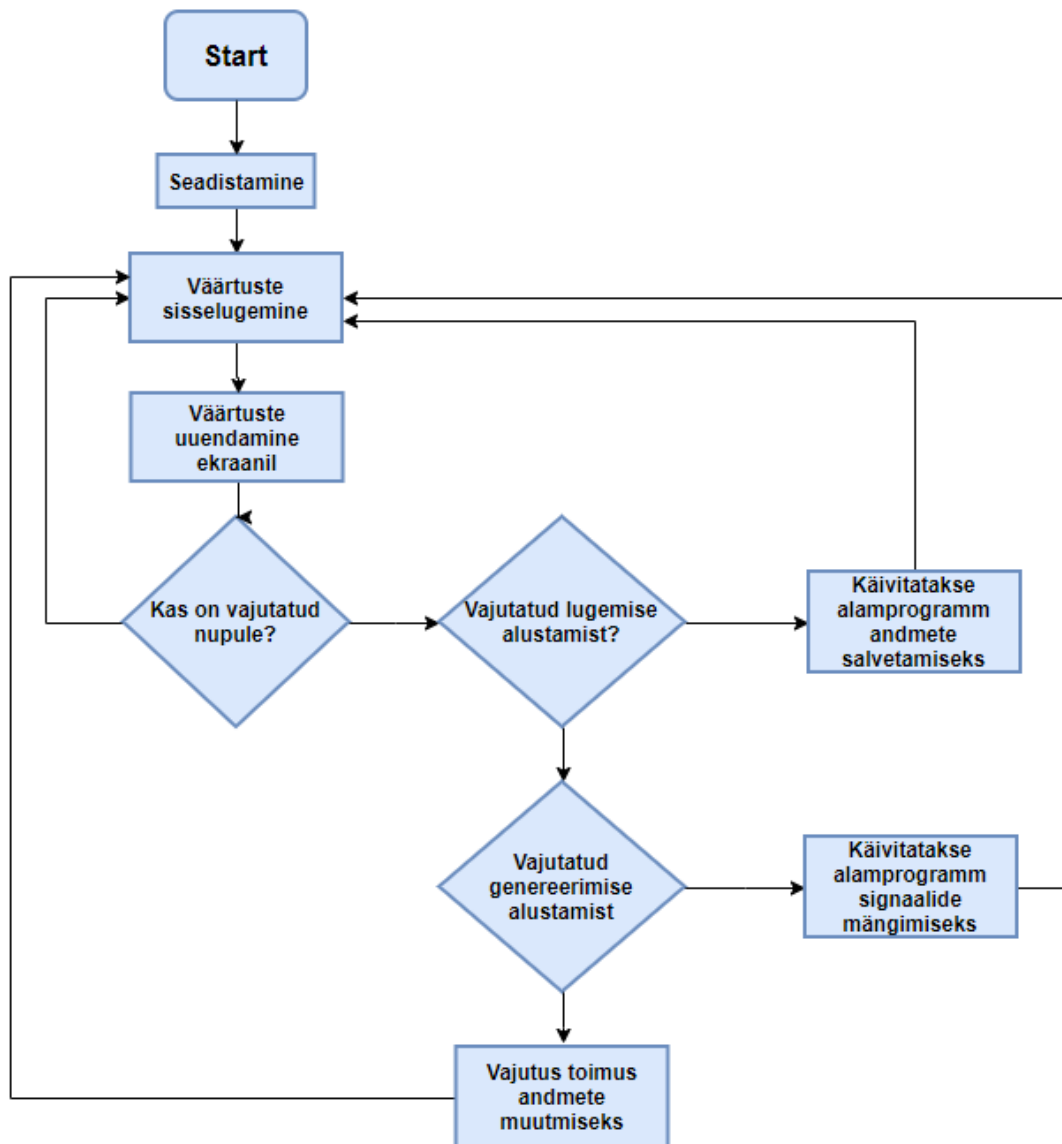 Start
Seadistamine
Väärtuste
sisselugemine
Väärtuste
uuendamine
ekraanil
Kas on vajutatud
nupule?
Vajutatud lugemise
alustamist?
Käivitatakse
alamprogramm
andmete
salvetamiseks
Vajutatud
genereerimise
alustamist
Käivitatakse
alamprogramm
signaalide
mängimiseks
Vajutus toimus
andmete
muutmiseks